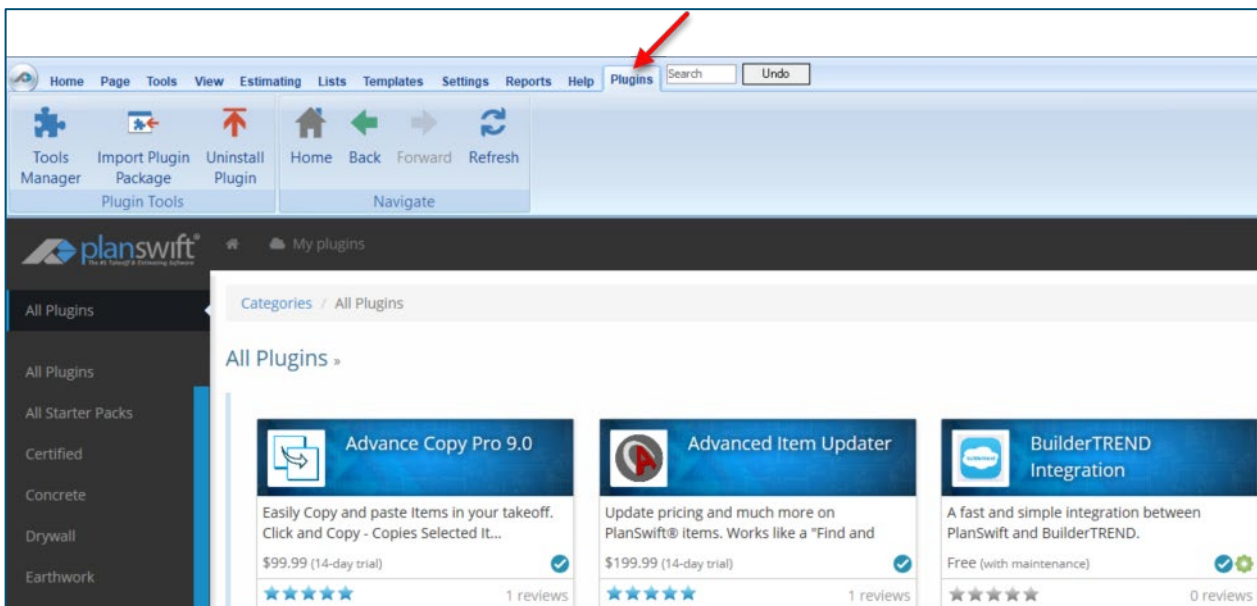 Home Page Tools View Estimating Lists Templates Settings Reports Help Plugins Search Undo
Tools Manager
Import Plugin Package
Uninstall Plugin
Home Back Forward Refresh
Plugin Tools
Navigate
planswift®
The #1 Takeoff & Estimating Software
My plugins
All Plugins
All Plugins
All Starter Packs
Certified
Concrete
Drywall
Earthwork
Categories / All Plugins
All Plugins »
Advance Copy Pro 9.0
Easily Copy and paste Items in your takeoff.
Click and Copy - Copies Selected It...
$99.99 (14-day trial)
1 reviews
Advanced Item Updater
Update pricing and much more on
PlanSwift® items. Works like a "Find and
$199.99 (14-day trial)
1 reviews
BuilderTREND
Integration
A fast and simple integration between
PlanSwift and BuilderTREND.
Free (with maintenance)
0 reviews